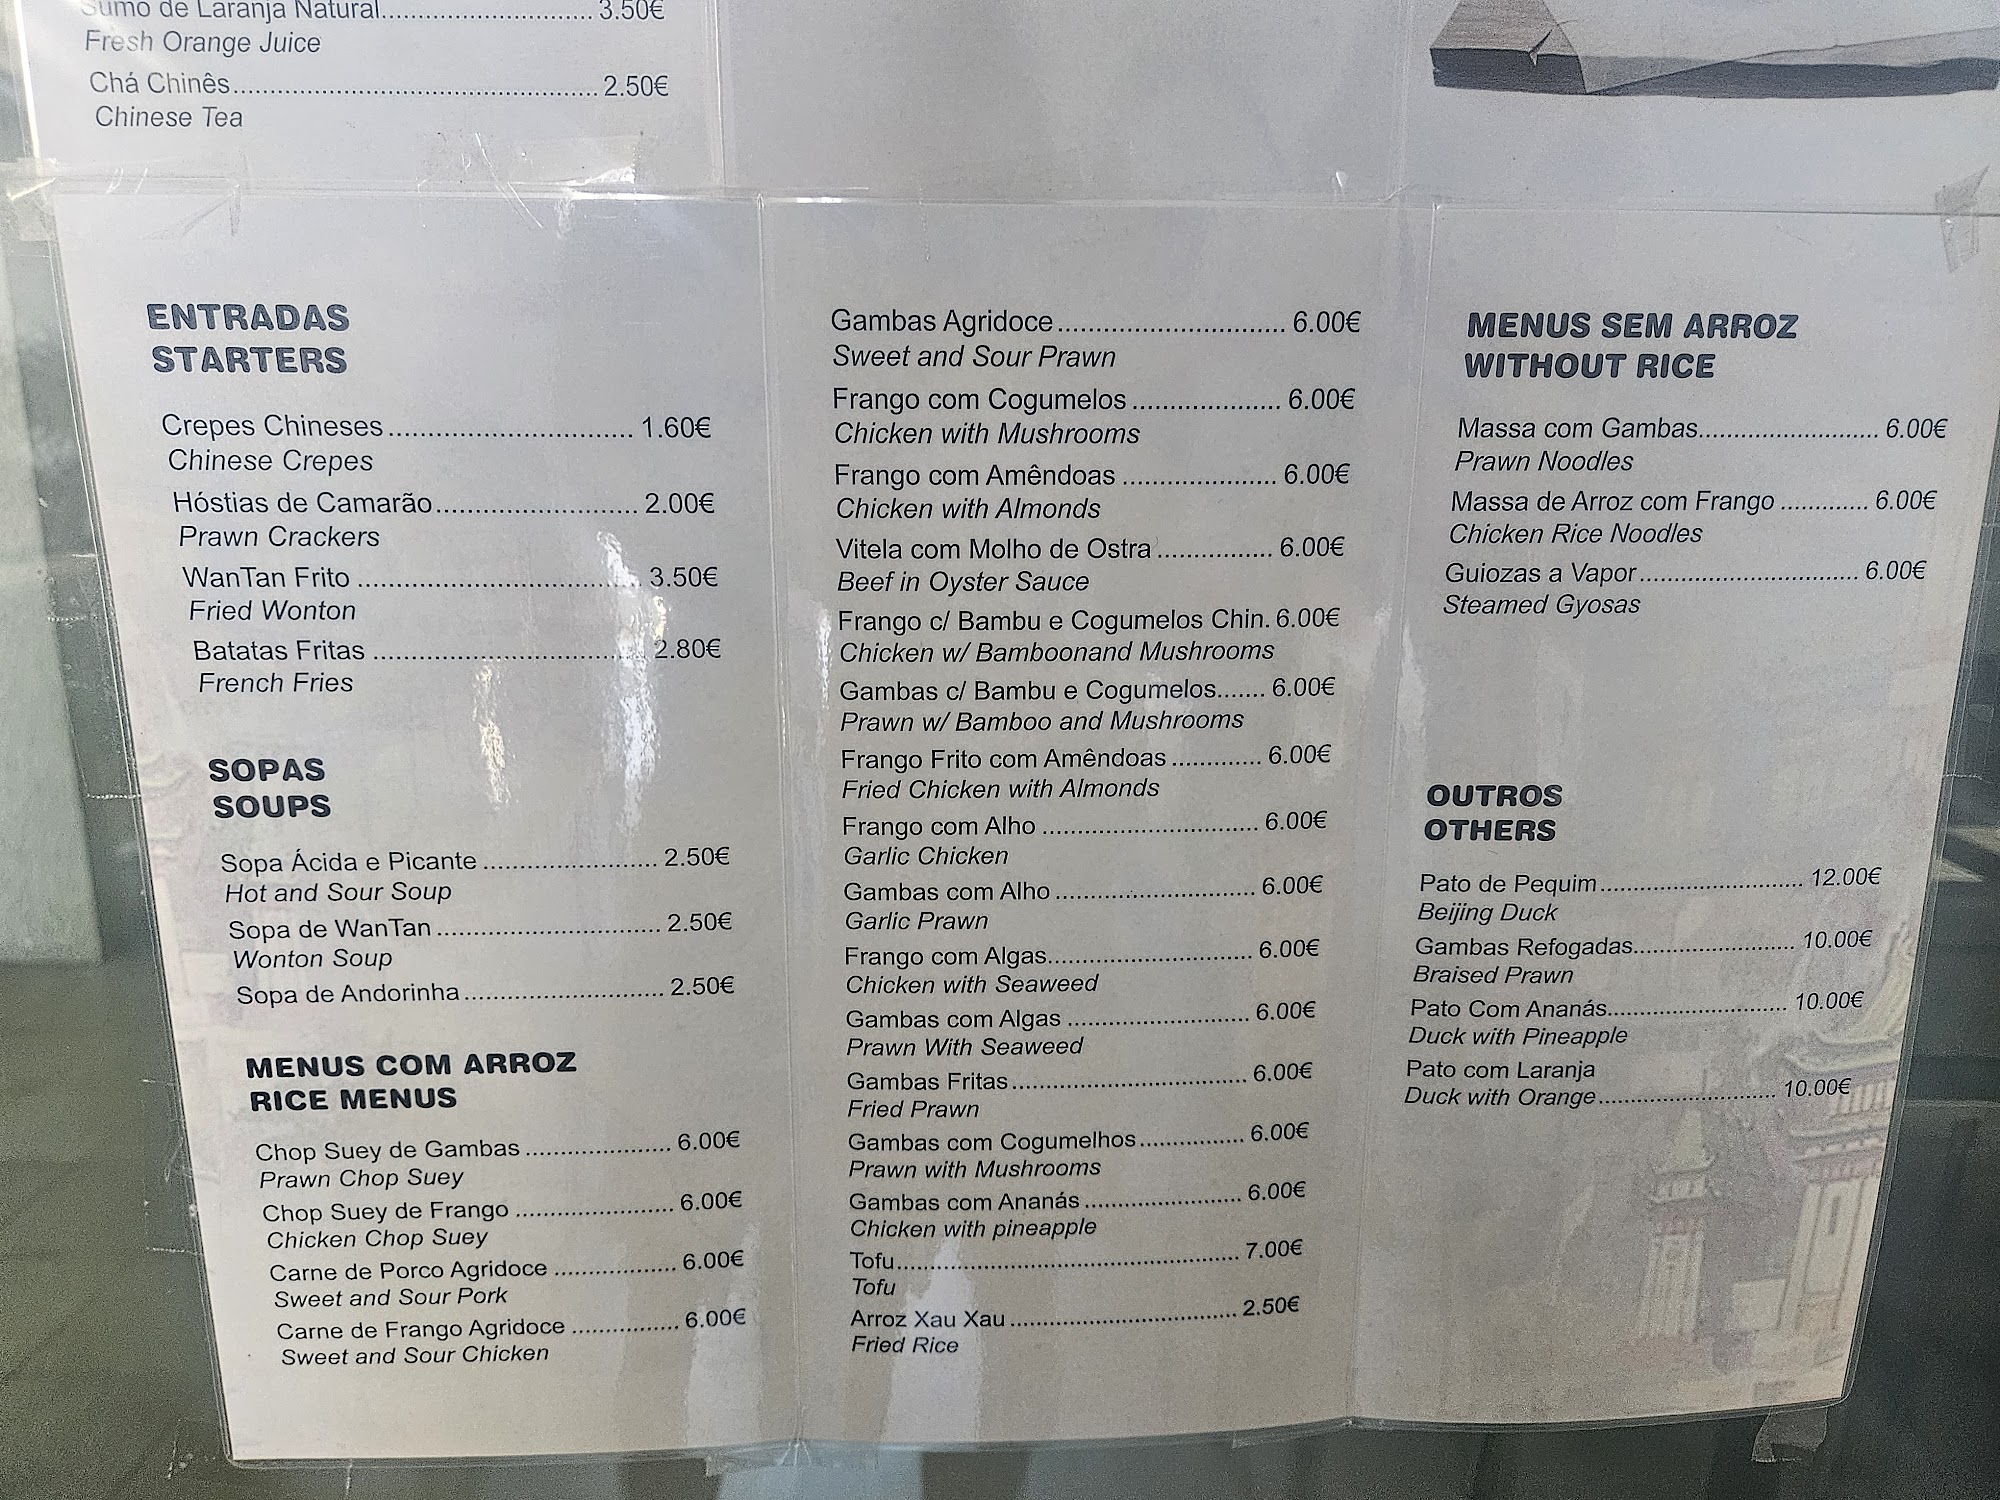 Sumo de Laranja Natural.......... 3.50€
Fresh Orange Juice
Chá Chinês.......... 2.50€
Chinese Tea
ENTRADAS
STARTERS
Crepes Chineses.......... 1.60€
Chinese Crepes
Hóstias de Camarão.......... 2.00€
Prawn Crackers
WanTan Frito .......... 3.50€
Fried Wonton
Batatas Fritas .......... 2.80€
French Fries
SOPAS
SOUPS
Sopa Ácida e Picante .......... 2.50€
Hot and Sour Soup
Sopa de WanTan .......... 2.50€
Wonton Soup
Sopa de Andorinha .......... 2.50€
MENUS COM ARROZ
RICE MENUS
Chop Suey de Gambas .......... 6.00€
Prawn Chop Suey
Chop Suey de Frango .......... 6.00€
Chicken Chop Suey
Carne de Porco Agridoce .......... 6.00€
Sweet and Sour Pork
Carne de Frango Agridoce .......... 6.00€
Sweet and Sour Chicken
Gambas Agridoce .......... 6.00€
Sweet and Sour Prawn
Frango com Cogumelos .......... 6.00€
Chicken with Mushrooms
Frango com Amêndoas .......... 6.00€
Chicken with Almonds
Vitela com Molho de Ostra .......... 6.00€
Beef in Oyster Sauce
Frango c/ Bambu e Cogumelos Chin. 6.00€
Chicken w/ Bamboonand Mushrooms
Gambas c/ Bambu e Cogumelos....... 6.00€
Prawn w/ Bamboo and Mushrooms
Frango Frito com Amêndoas .......... 6.00€
Fried Chicken with Almonds
Frango com Alho .......... 6.00€
Garlic Chicken
Gambas com Alho .......... 6.00€
Garlic Prawn
Frango com Algas.......... 6.00€
Chicken with Seaweed
Gambas com Algas .......... 6.00€
Prawn With Seaweed
Gambas Fritas .......... 6.00€
Fried Prawn
Gambas com Cogumelhos .......... 6.00€
Prawn with Mushrooms
Gambas com Ananás .......... 6.00€
Chicken with pineapple
Tofu.......... 7.00€
Tofu
Arroz Xau Xau .......... 2.50€
Fried Rice
MENUS SEM ARROZ
WITHOUT RICE
Massa com Gambas.......... 6.00€
Prawn Noodles
Massa de Arroz com Frango .......... 6.00€
Chicken Rice Noodles
Guiozas a Vapor .......... 6.00€
Steamed Gyosas
OUTROS
OTHERS
Pato de Pequim .......... 12.00€
Beijing Duck
Gambas Refogadas.......... 10.00€
Braised Prawn
Pato Com Ananás.......... 10.00€
Duck with Pineapple
Pato com Laranja
Duck with Orange .......... 10.00€